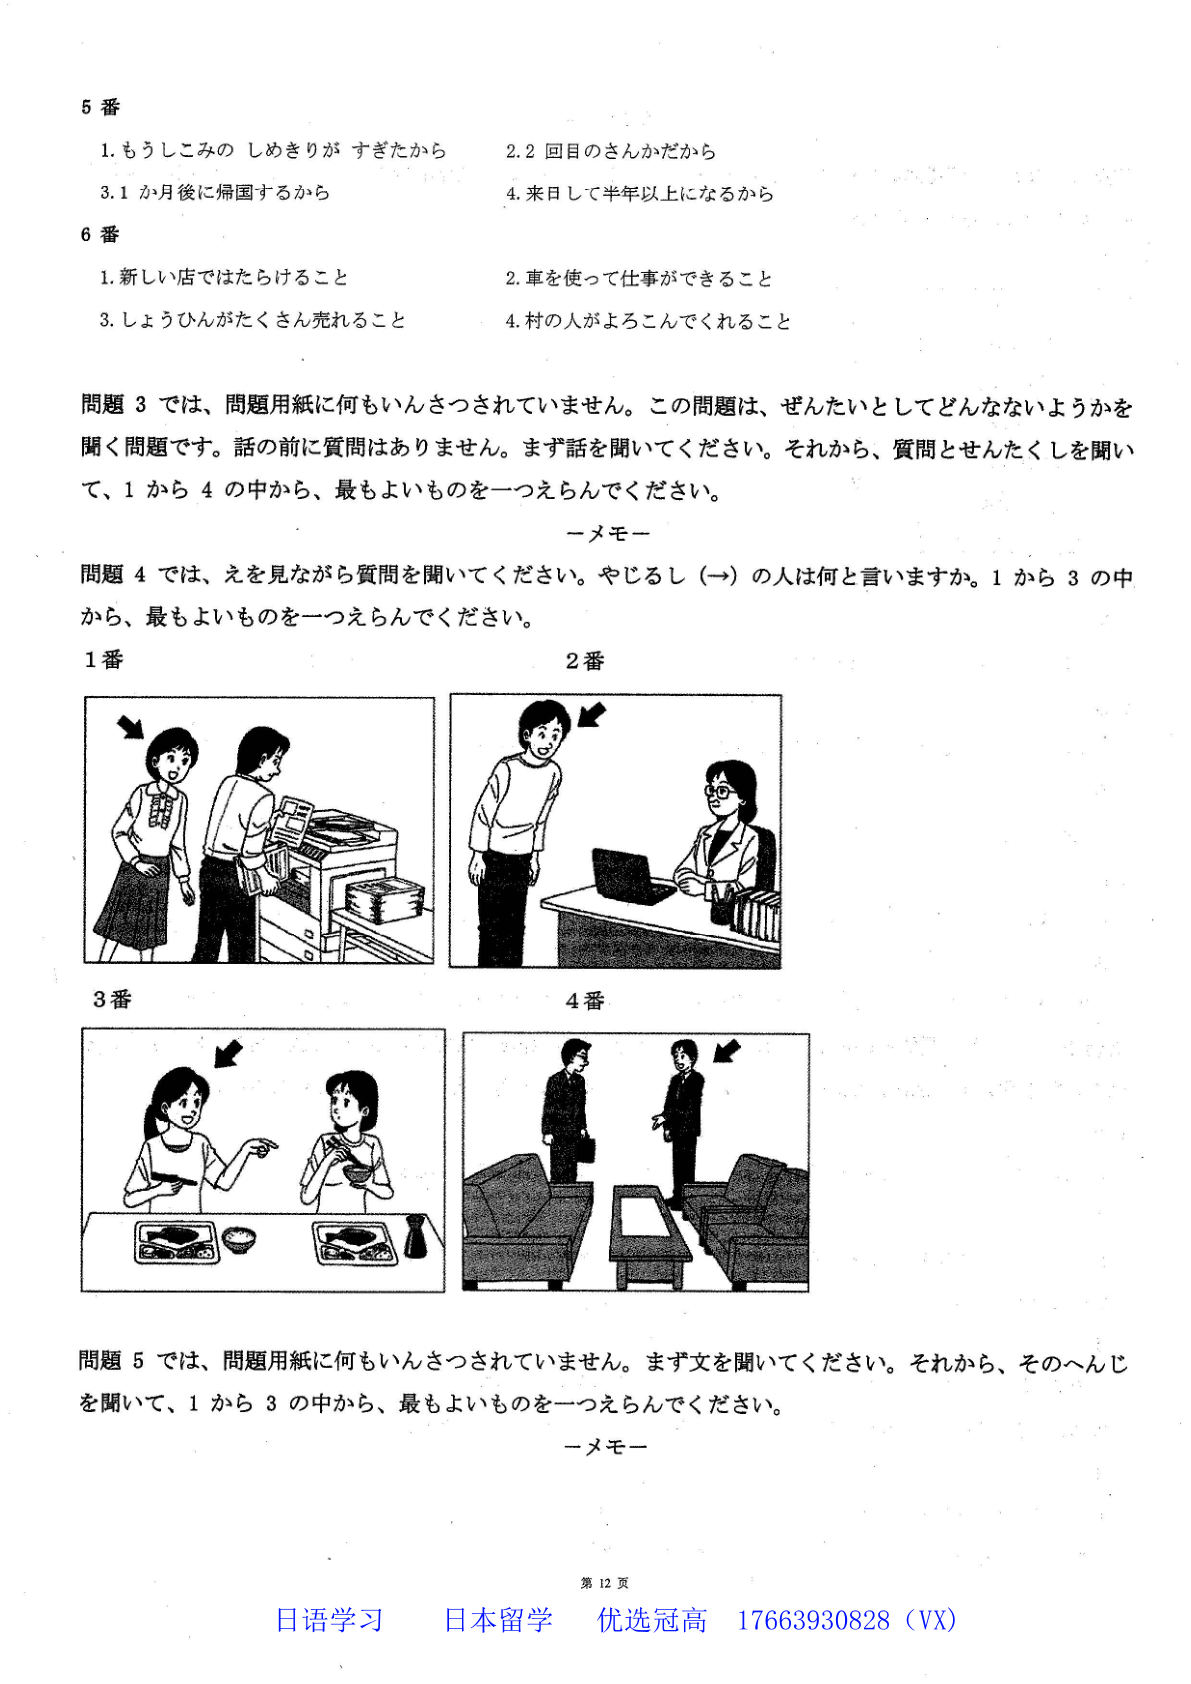 5 番
1.もうしこみの しめきりが すぎたから 2.2 回目のさんかだから
3.1 か月後に帰国するから 4.来日して半年以上になるから
6 番
1.新しい店ではたらけること 2.車を使って仕事ができること
3.しょうひんがたくさん売れること 4.村の人がよろこんでくれること
問題 3 では、問題用紙に何もいんさつされていません。この問題は、ぜんたいとしてどんなないようかを
聞く問題です。話の前に質問はありません。まず話を聞いてください。それから、質問とせんたくしを聞い
て、1 から 4 の中から、最もよいものを一つえらんでください。
ーメモー
問題 4 では、えを見ながら質問を聞いてください。やじるし（→）の人は何と言いますか。1 から 3 の中
から、最もよいものを一つえらんでください。
1番 2番
3番 4番
問題 5 では、問題用紙に何もいんさつされていません。まず文を聞いてください。それから、そのへんじ
を聞いて、1 から 3 の中から、最もよいものを一つえらんでください。
ーメモー
第 12 页
日语学习 日本留学 优选冠高 17663930828（VX)